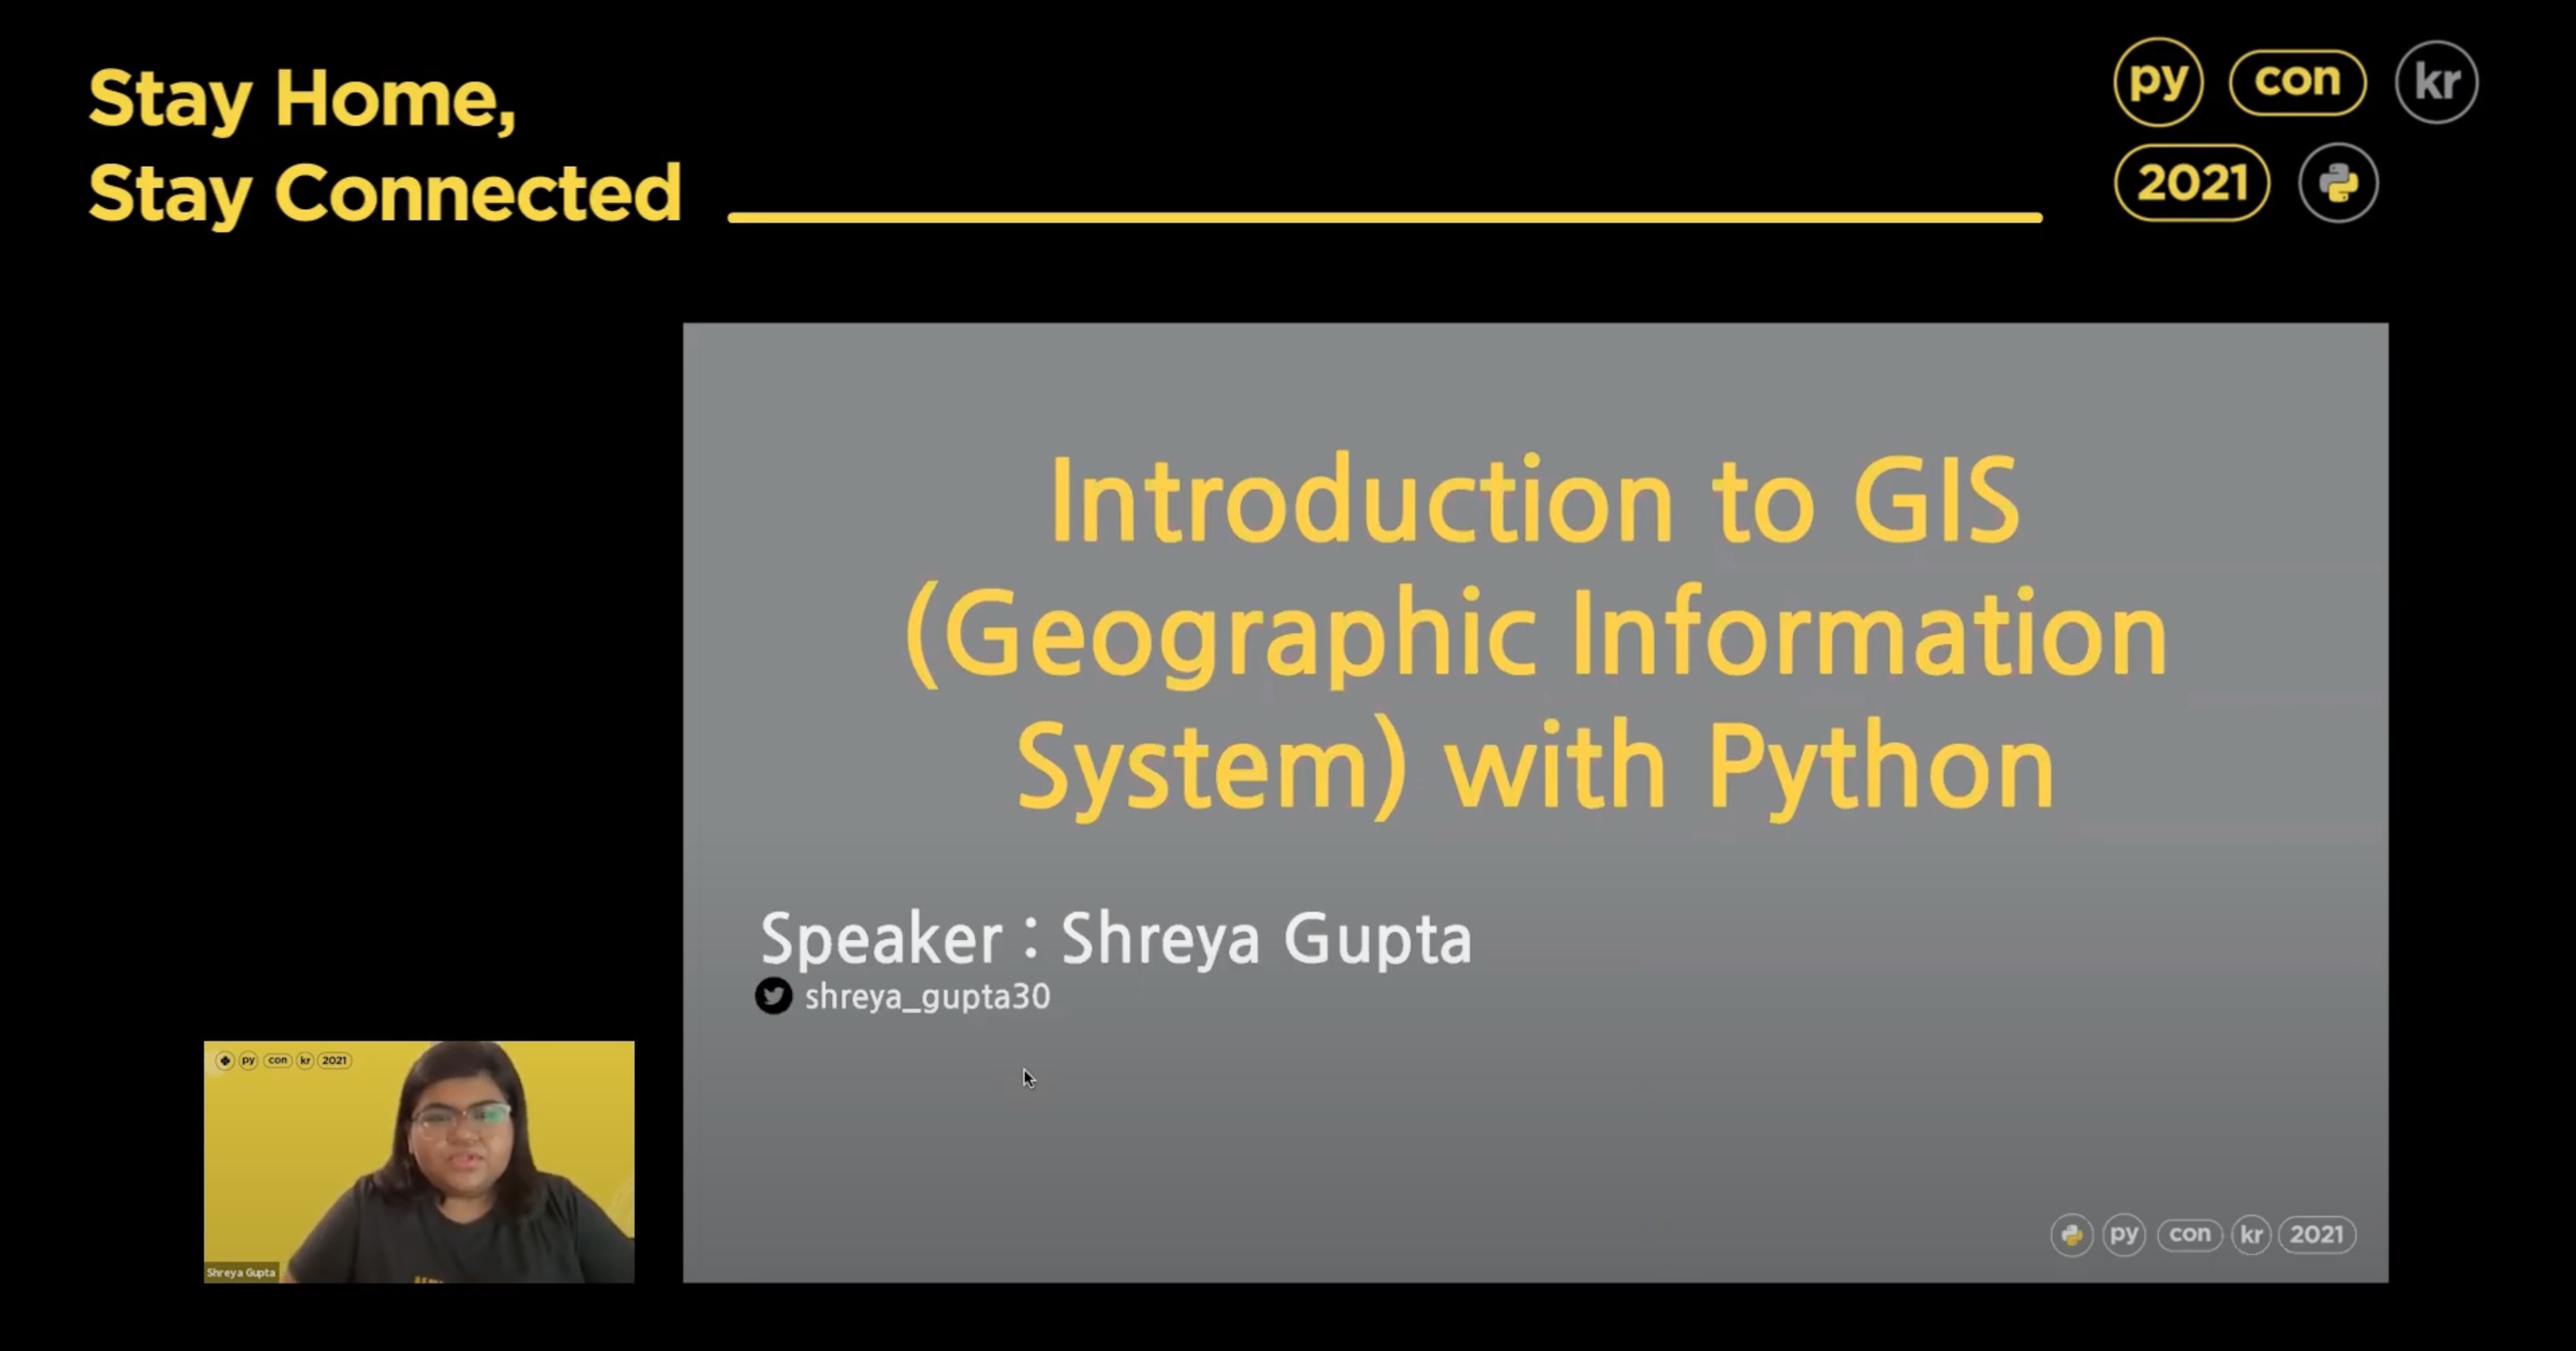 Stay Home,
Stay Connected
py con kr
2021
Introduction to GIS
(Geographic Information
System) with Python
Speaker : Shreya Gupta
shreya_gupta30
py con kr 2021
Shreya Gupta
py con kr 2021